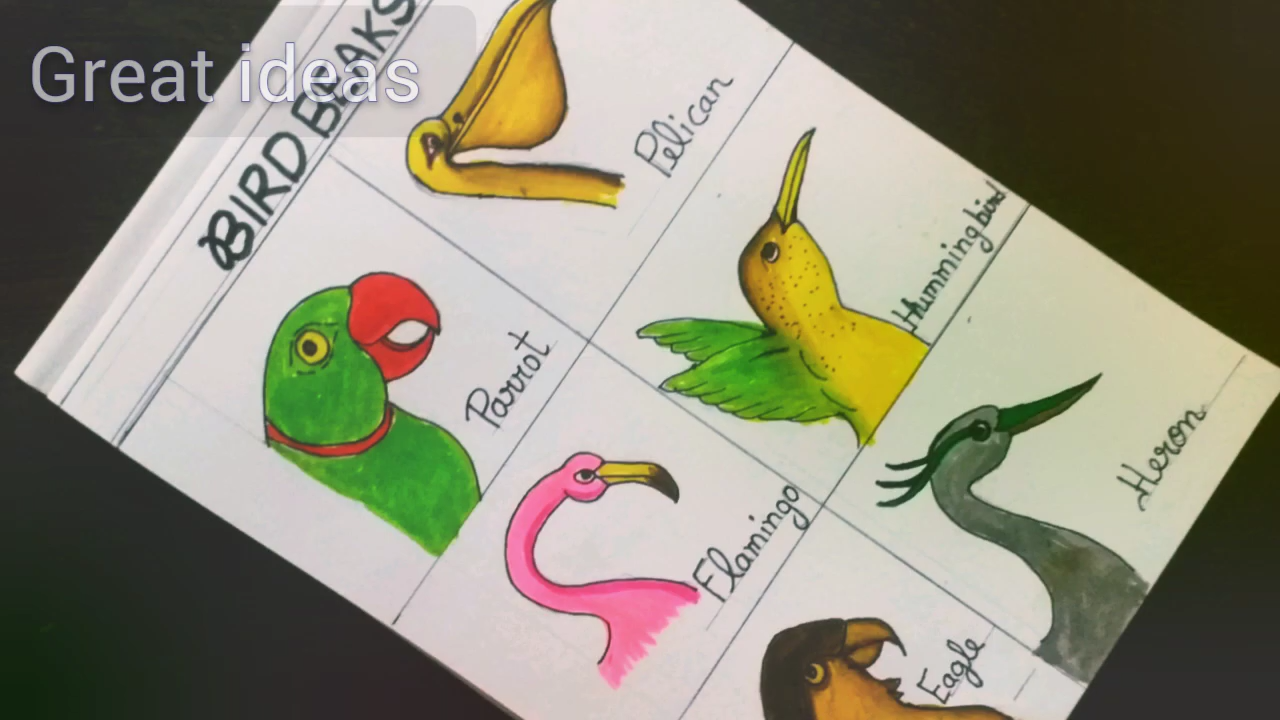 Great ideas
BIRD BEAKS
Pelican
Parrot
Hummingbird
Flamingo
Heron
Eagle